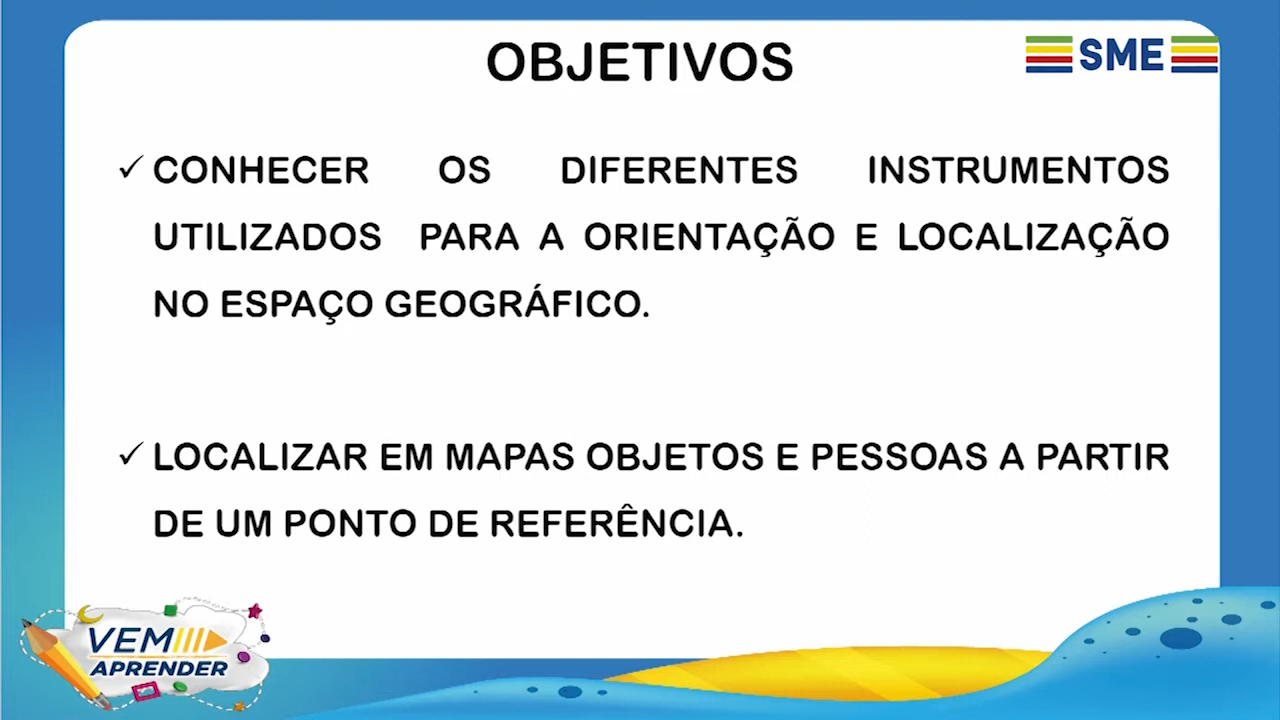 OBJETIVOS
SME
CONHECER OS DIFERENTES INSTRUMENTOS
UTILIZADOS PARA A ORIENTAÇÃO E LOCALIZAÇÃO
NO ESPAÇO GEOGRÁFICO.
LOCALIZAR EM MAPAS OBJETOS E PESSOAS A PARTIR
DE UM PONTO DE REFERÊNCIA.
VEM
APRENDER